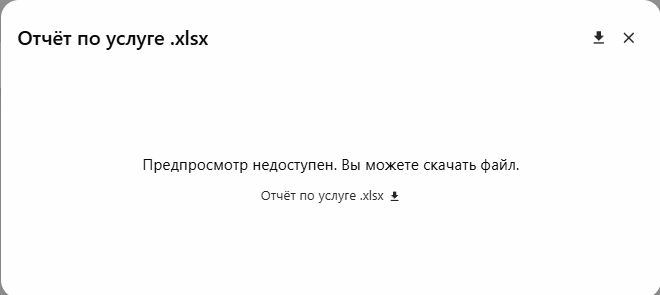 Отчёт по услуге .xlsx
Предпросмотр недоступен. Вы можете скачать файл.
Отчёт по услуге .xlsx